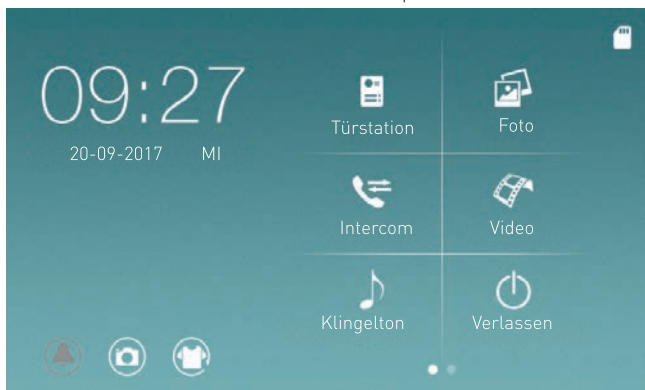 09:27
20-09-2017 MI
Türstation
Foto
Intercom
Video
Klingelton
Verlassen